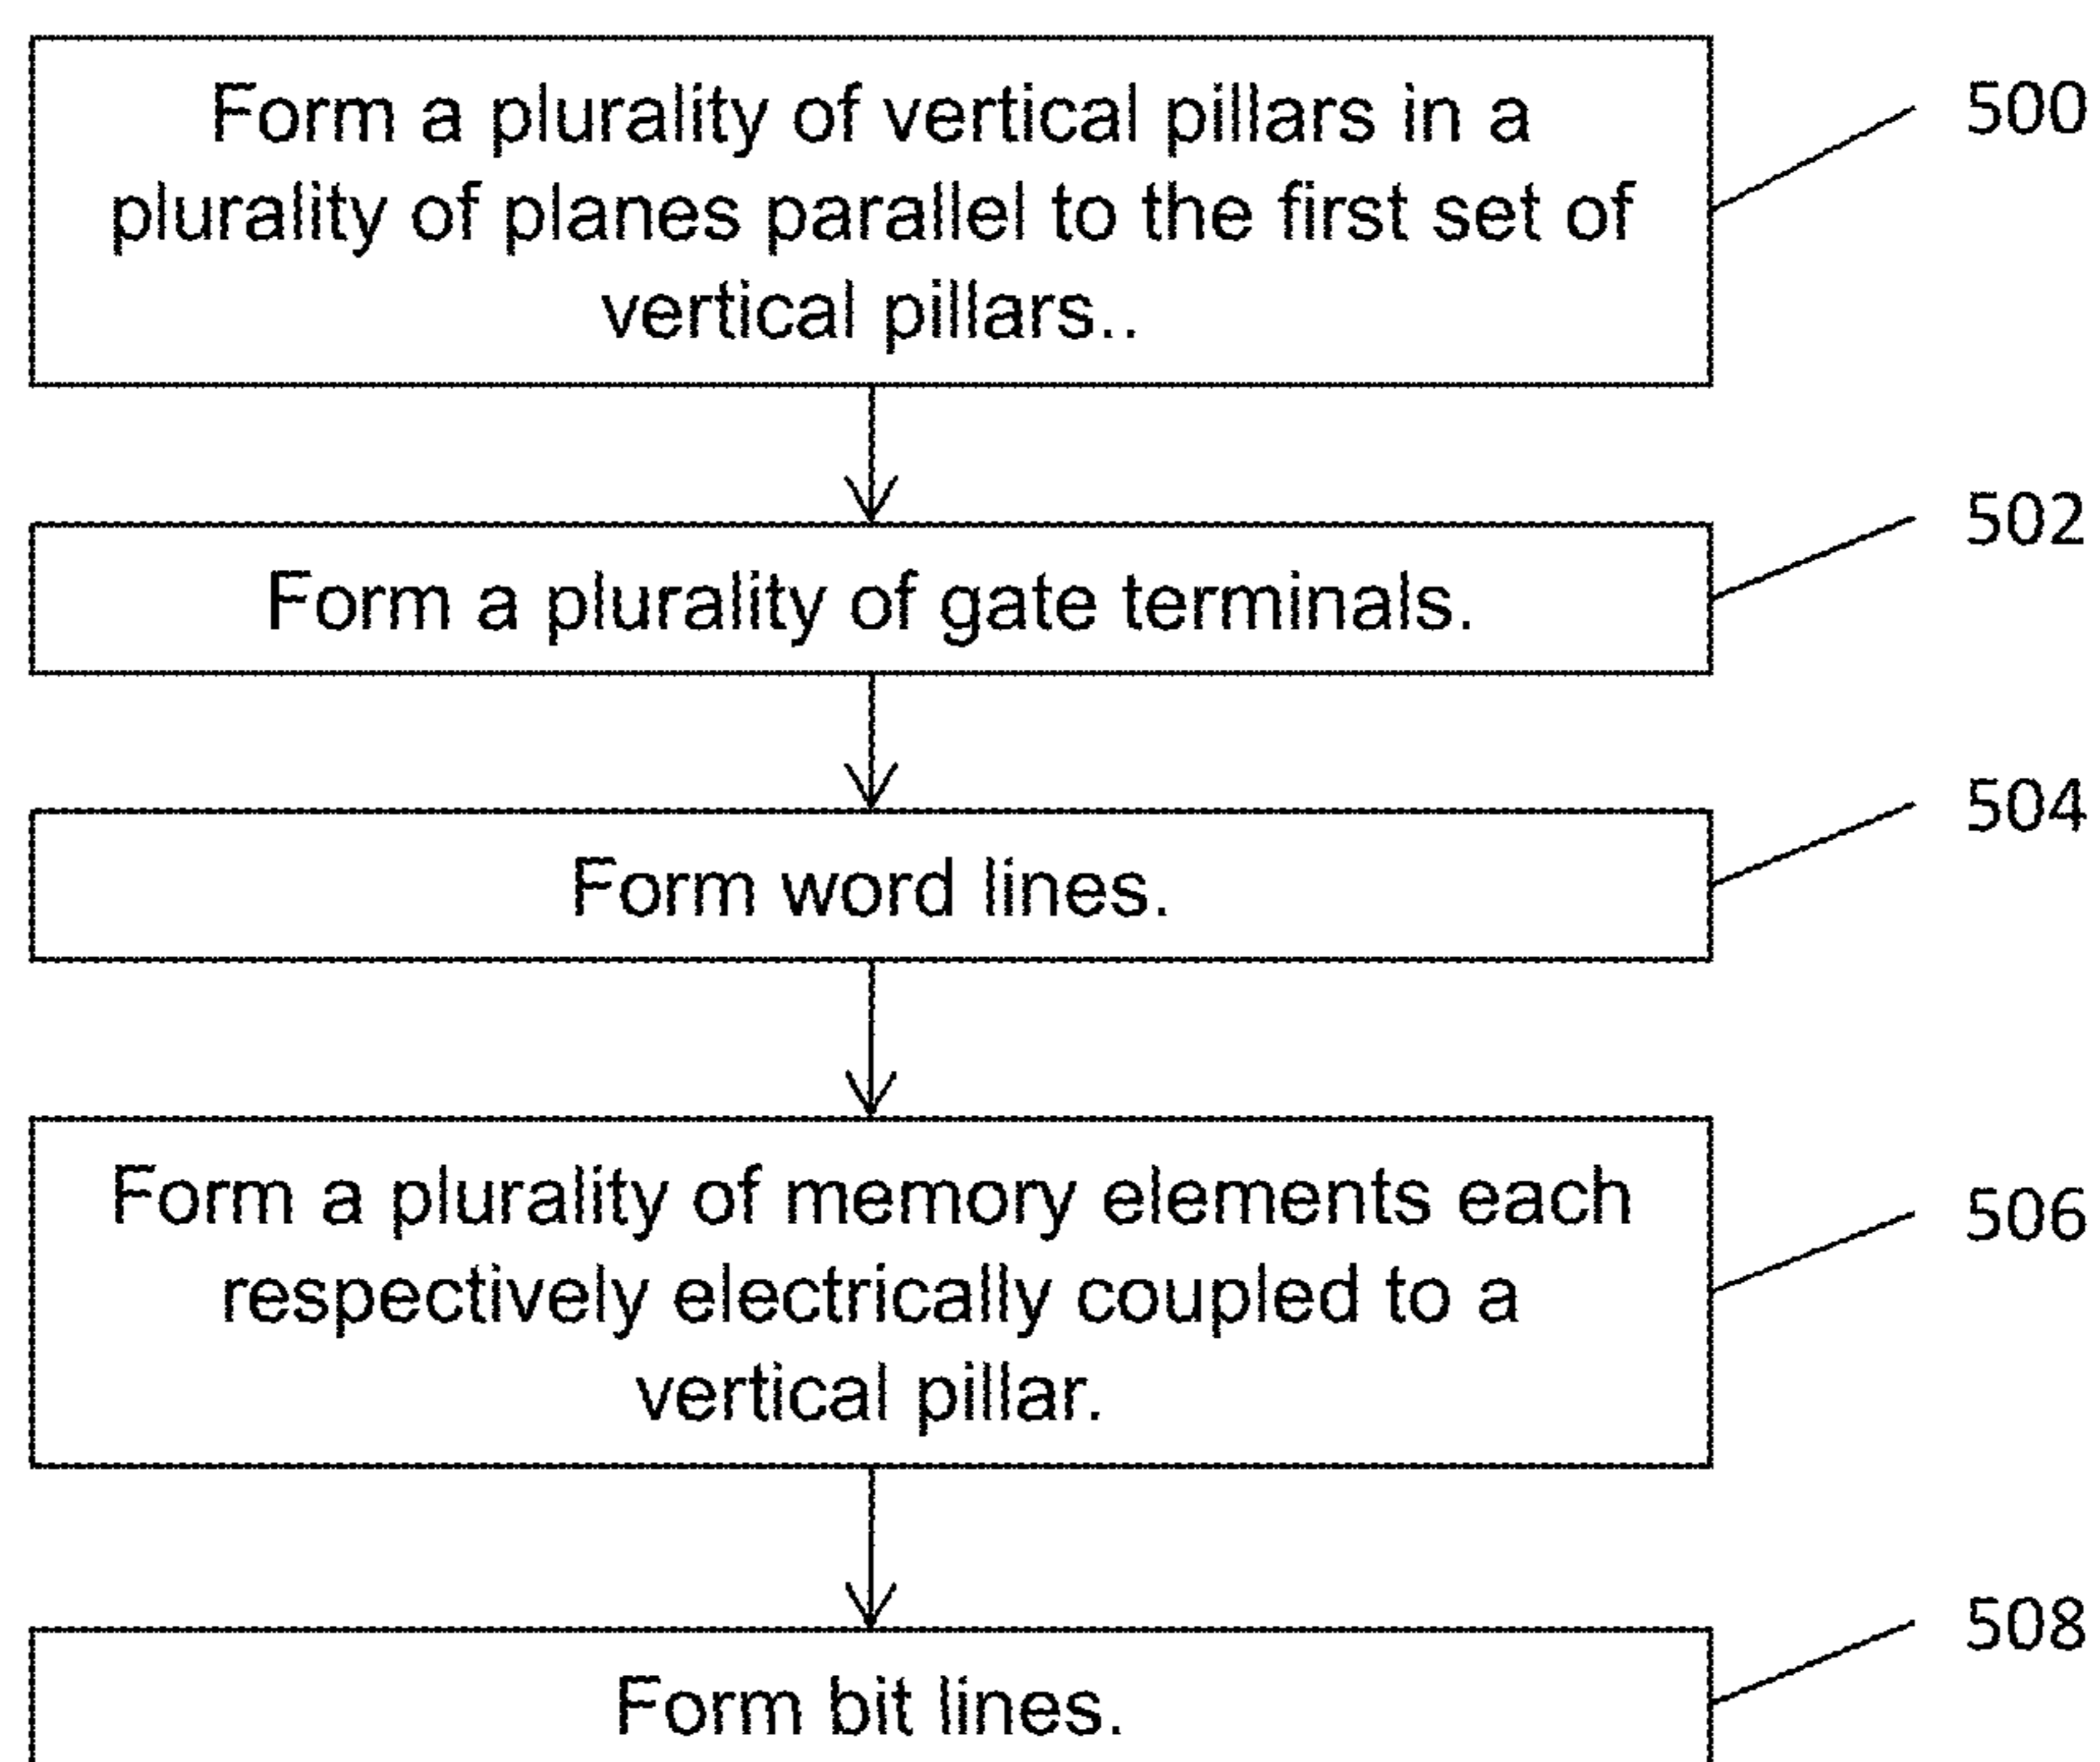 Form a plurality of vertical pillars in a
plurality of planes parallel to the first set of
vertical pillars..
500
Form a plurality of gate terminals.
502
Form word lines.
504
Form a plurality of memory elements each
respectively electrically coupled to a
vertical pillar.
506
Form bit lines.
508